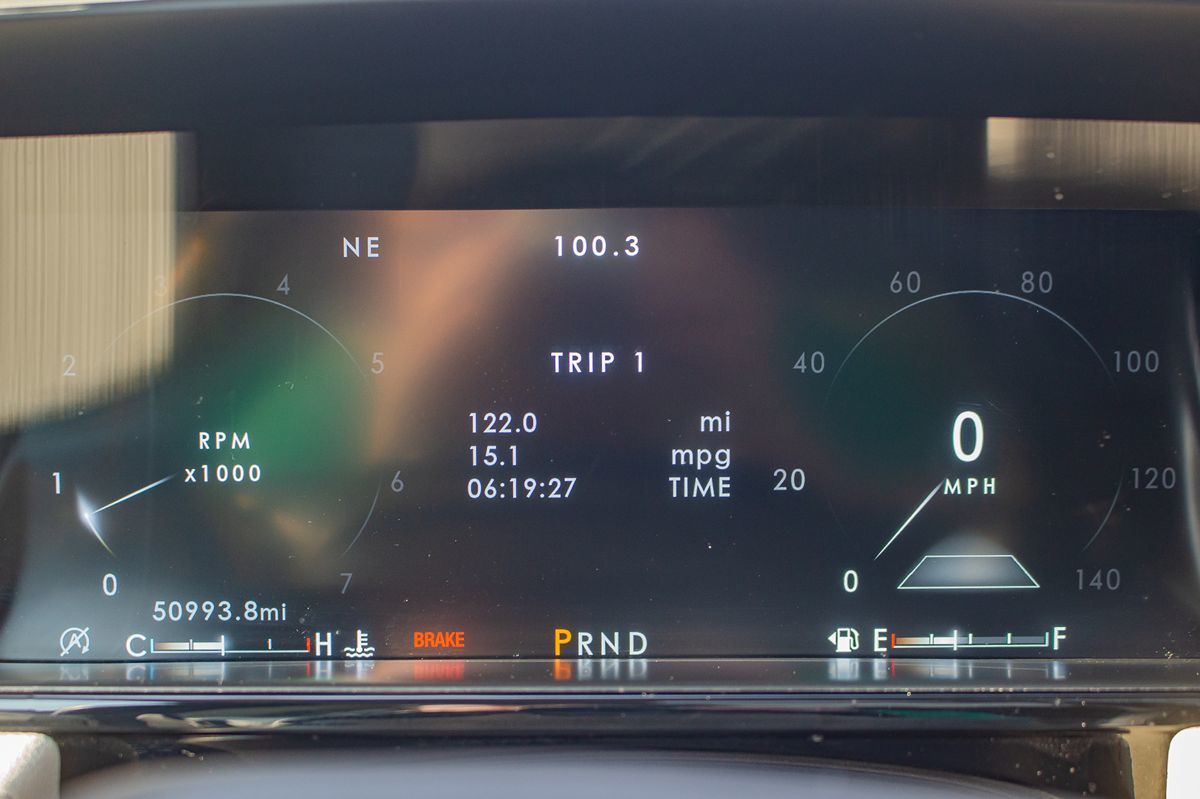 NE
100.3
3
4
60
80
2
5
40
100
TRIP 1
122.0 mi
15.1 mpg
06:19:27 TIME
RPM
x1000
0
MPH
1
6
20
120
0
7
0
140
50993.8mi
A
C H
BRAKE
PRND
E F